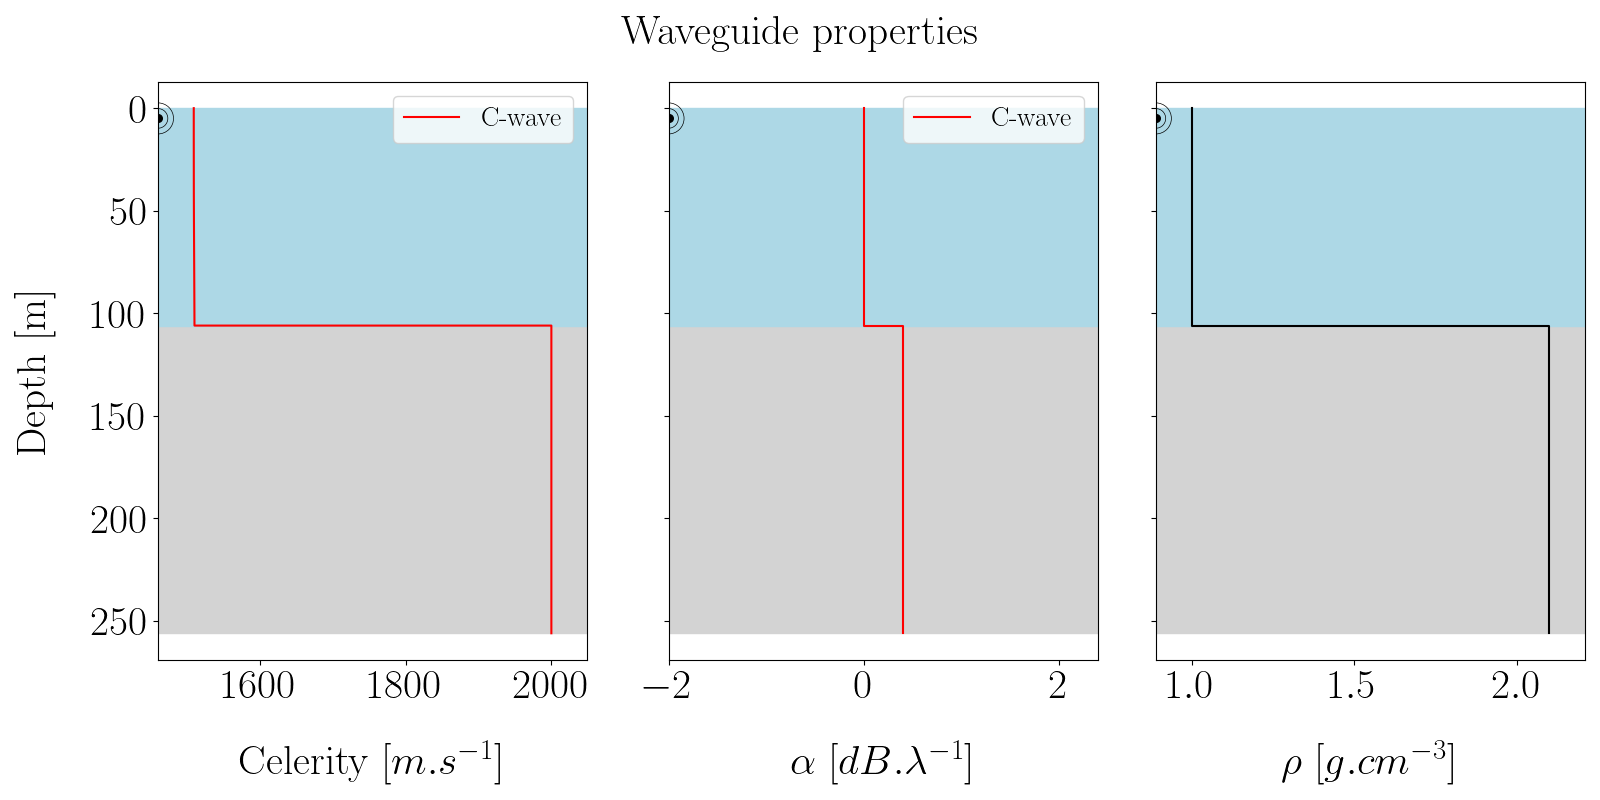 Waveguide properties
Depth [m]
0
50
100
150
200
250
C-wave
1600 1800 2000
Celerity [m.s⁻¹]
C-wave
−2 0 2
α [dB.λ⁻¹]
1.0 1.5 2.0
ρ [g.cm⁻³]